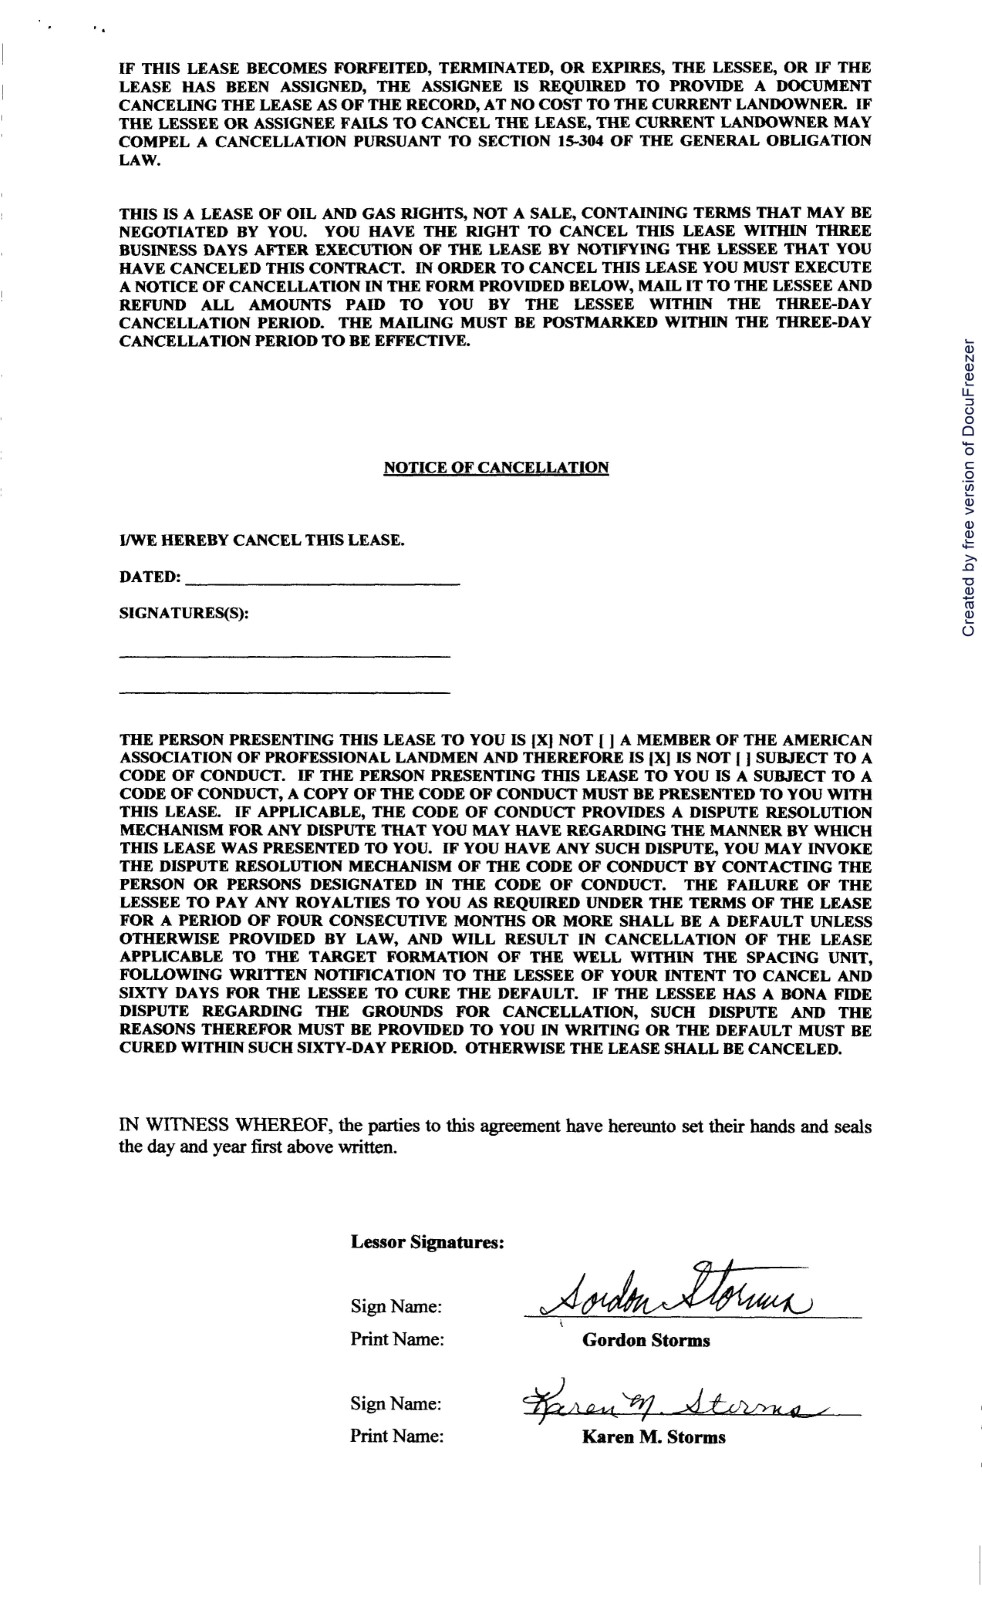 IF THIS LEASE BECOMES FORFEITED, TERMINATED, OR EXPIRES, THE LESSEE, OR IF THE
LEASE HAS BEEN ASSIGNED, THE ASSIGNEE IS REQUIRED TO PROVIDE A DOCUMENT
CANCELING THE LEASE AS OF THE RECORD, AT NO COST TO THE CURRENT LANDOWNER. IF
THE LESSEE OR ASSIGNEE FAILS TO CANCEL THE LEASE, THE CURRENT LANDOWNER MAY
COMPEL A CANCELLATION PURSUANT TO SECTION 15-304 OF THE GENERAL OBLIGATION
LAW.
THIS IS A LEASE OF OIL AND GAS RIGHTS, NOT A SALE, CONTAINING TERMS THAT MAY BE
NEGOTIATED BY YOU. YOU HAVE THE RIGHT TO CANCEL THIS LEASE WITHIN THREE
BUSINESS DAYS AFTER EXECUTION OF THE LEASE BY NOTIFYING THE LESSEE THAT YOU
HAVE CANCELED THIS CONTRACT. IN ORDER TO CANCEL THIS LEASE YOU MUST EXECUTE
A NOTICE OF CANCELLATION IN THE FORM PROVIDED BELOW, MAIL IT TO THE LESSEE AND
REFUND ALL AMOUNTS PAID TO YOU BY THE LESSEE WITHIN THE THREE-DAY
CANCELLATION PERIOD. THE MAILING MUST BE POSTMARKED WITHIN THE THREE-DAY
CANCELLATION PERIOD TO BE EFFECTIVE.
NOTICE OF CANCELLATION
I/WE HEREBY CANCEL THIS LEASE.
DATED:
SIGNATURES(S):
THE PERSON PRESENTING THIS LEASE TO YOU IS [X] NOT [ ] A MEMBER OF THE AMERICAN
ASSOCIATION OF PROFESSIONAL LANDMEN AND THEREFORE IS [X] IS NOT [ ] SUBJECT TO A
CODE OF CONDUCT. IF THE PERSON PRESENTING THIS LEASE TO YOU IS A SUBJECT TO A
CODE OF CONDUCT, A COPY OF THE CODE OF CONDUCT MUST BE PRESENTED TO YOU WITH
THIS LEASE. IF APPLICABLE, THE CODE OF CONDUCT PROVIDES A DISPUTE RESOLUTION
MECHANISM FOR ANY DISPUTE THAT YOU MAY HAVE REGARDING THE MANNER BY WHICH
THIS LEASE WAS PRESENTED TO YOU. IF YOU HAVE ANY SUCH DISPUTE, YOU MAY INVOKE
THE DISPUTE RESOLUTION MECHANISM OF THE CODE OF CONDUCT BY CONTACTING THE
PERSON OR PERSONS DESIGNATED IN THE CODE OF CONDUCT. THE FAILURE OF THE
LESSEE TO PAY ANY ROYALTIES TO YOU AS REQUIRED UNDER THE TERMS OF THE LEASE
FOR A PERIOD OF FOUR CONSECUTIVE MONTHS OR MORE SHALL BE A DEFAULT UNLESS
OTHERWISE PROVIDED BY LAW, AND WILL RESULT IN CANCELLATION OF THE LEASE
APPLICABLE TO THE TARGET FORMATION OF THE WELL WITHIN THE SPACING UNIT,
FOLLOWING WRITTEN NOTIFICATION TO THE LESSEE OF YOUR INTENT TO CANCEL AND
SIXTY DAYS FOR THE LESSEE TO CURE THE DEFAULT. IF THE LESSEE HAS A BONA FIDE
DISPUTE REGARDING THE GROUNDS FOR CANCELLATION, SUCH DISPUTE AND THE
REASONS THEREFOR MUST BE PROVIDED TO YOU IN WRITING OR THE DEFAULT MUST BE
CURED WITHIN SUCH SIXTY-DAY PERIOD. OTHERWISE THE LEASE SHALL BE CANCELED.
IN WITNESS WHEREOF, the parties to this agreement have hereunto set their hands and seals
the day and year first above written.
Lessor Signatures:
Sign Name: Gordon Storms
Print Name: Gordon Storms
Sign Name: Karen M. Storms
Print Name: Karen M. Storms
Created by free version of DocuFreezer